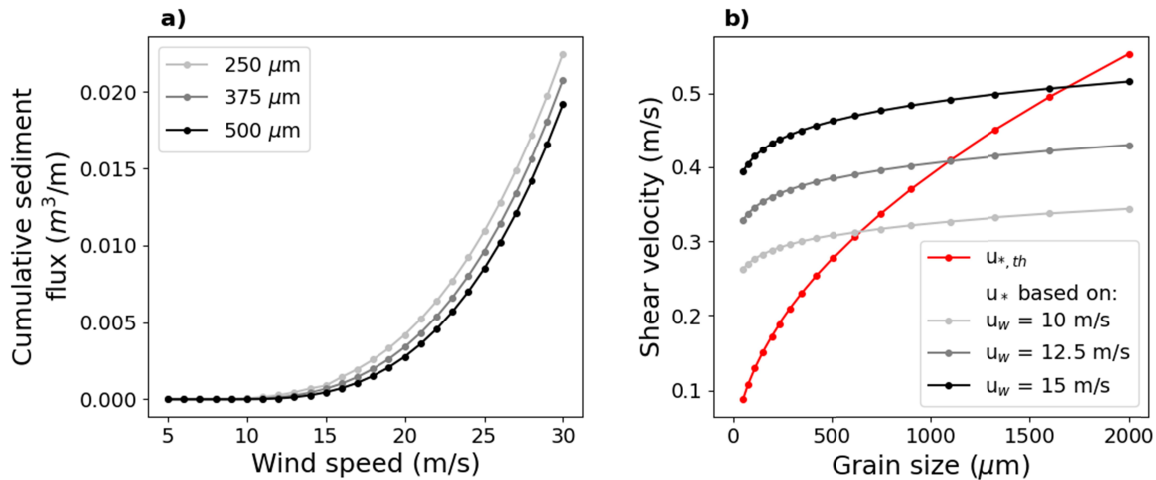 a)
250 μm
375 μm
500 μm
Cumulative sediment
flux (m³/m)
0.020
0.015
0.010
0.005
0.000
5
10
15
20
25
30
Wind speed (m/s)
b)
Shear velocity (m/s)
0.5
0.4
0.3
0.2
0.1
u*,th
u* based on:
uw = 10 m/s
uw = 12.5 m/s
uw = 15 m/s
0
500
1000
1500
2000
Grain size (μm)